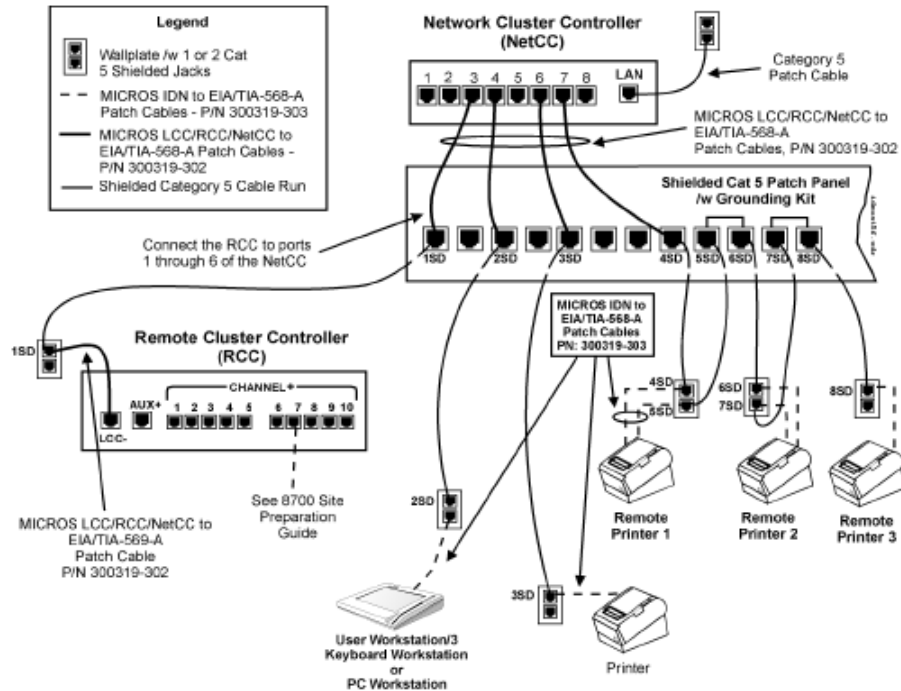 Legend
Wallplate /w 1 or 2 Cat
5 Shielded Jacks
MICROS IDN to EIA/TIA-568-A
Patch Cables - P/N 300319-303
MICROS LCC/RCC/NetCC to
EIA/TIA-568-A Patch Cables -
P/N 300319-302
Shielded Category 5 Cable Run
Network Cluster Controller
(NetCC)
1 2 3 4 5 6 7 8 LAN
Category 5
Patch Cable
MICROS LCC/RCC/NetCC to
EIA/TIA-568-A
Patch Cables, P/N 300319-302
Shielded Cat 5 Patch Panel
/w Grounding Kit
Connect the RCC to ports
1 through 6 of the NetCC
1SD 2SD 3SD 4SD 5SD 6SD 7SD 8SD
MICROS IDN to
EIA/TIA-568-A
Patch Cables
PN: 300319-303
1SD
Remote Cluster Controller
(RCC)
CHANNEL+
AUX+
1 2 3 4 5 6 7 8 9 10
LCC-
4SD
5SD
6SD
7SD
8SD
Remote
Printer 1
Remote
Printer 2
Remote
Printer 3
See 8700 Site
Preparation
Guide
MICROS LCC/RCC/NetCC to
EIA/TIA-569-A
Patch Cable
P/N 300319-302
2SD
3SD
User Workstation/3
Keyboard Workstation
or
PC Workstation
Printer